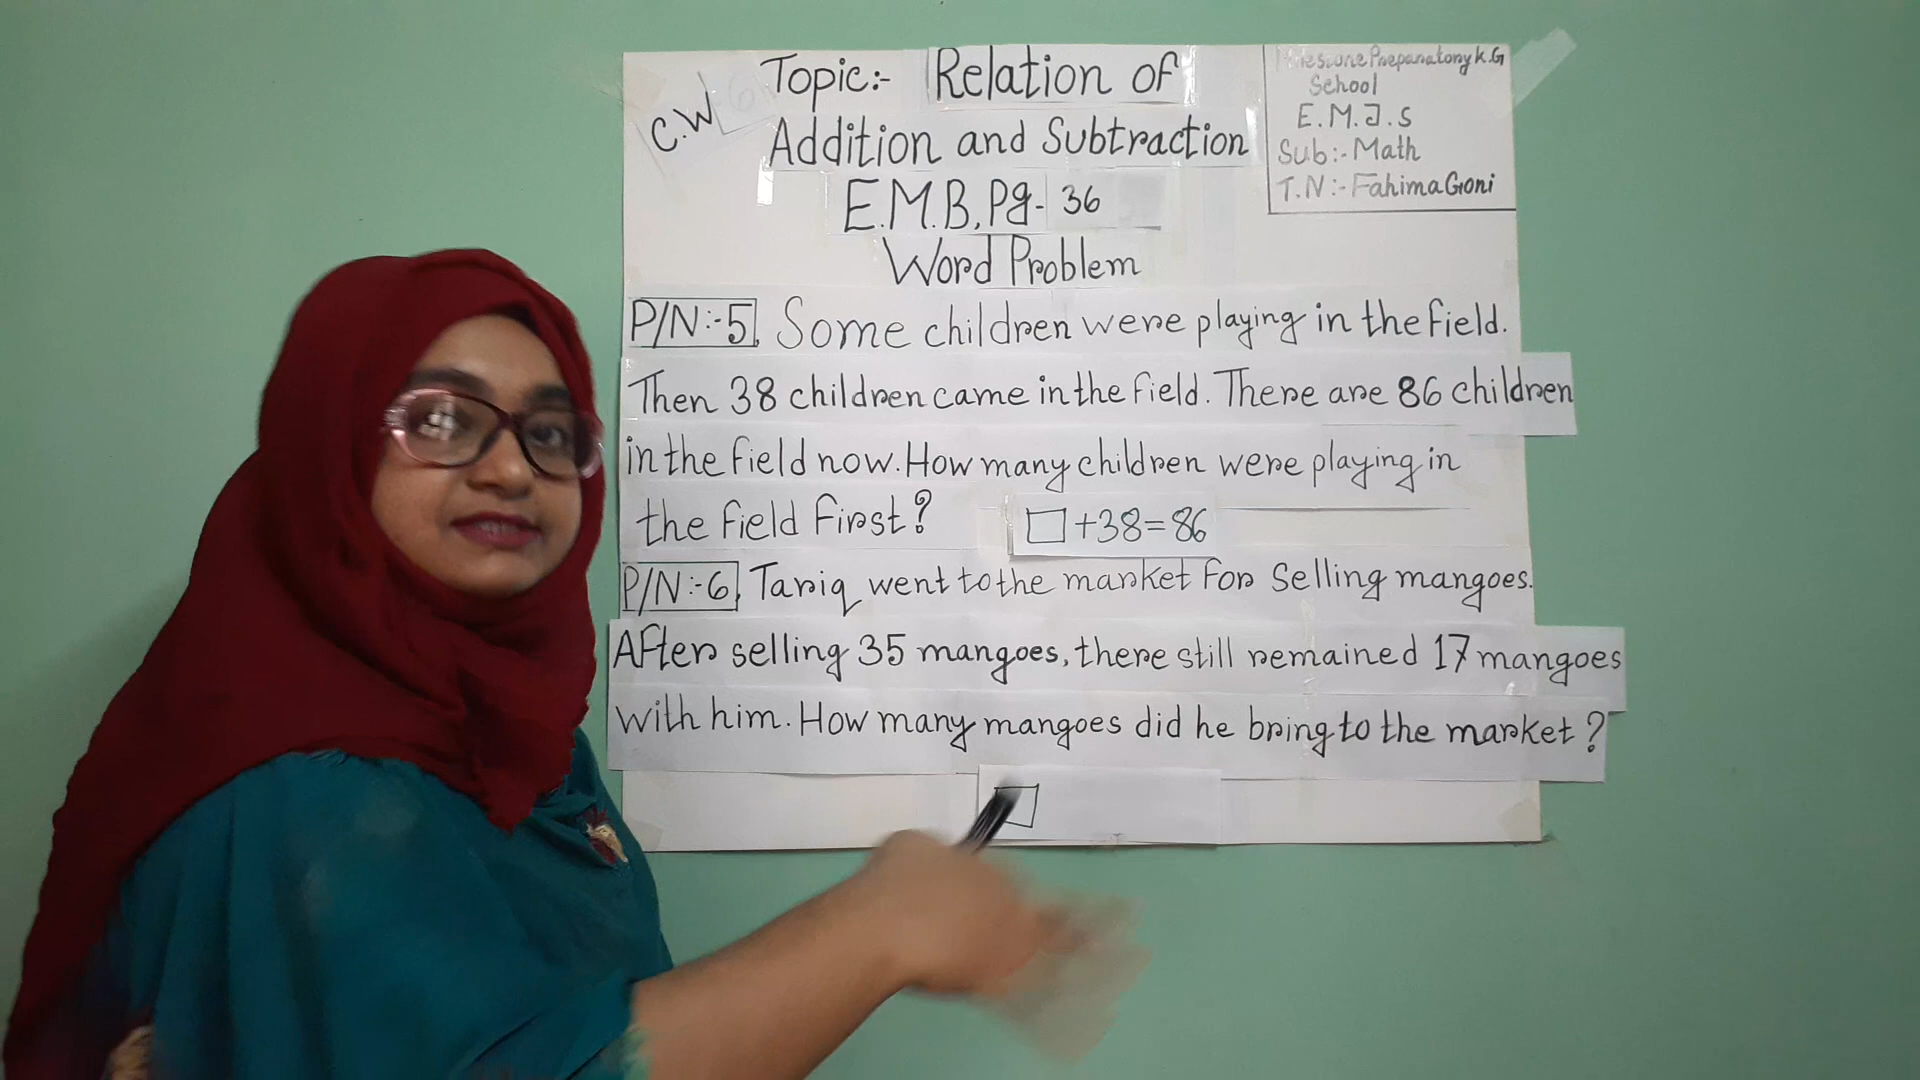 C.W
Topic:- Relation of
Addition and Subtraction
E.M.B, Pg- 36
Word Problem
Preparatory K.G
School
E.M.J.S
Sub:- Math
T.N:- Fahima Goni
P/N:-5, Some children were playing in the field.
Then 38 children came in the field. There are 86 children
in the field now. How many children were playing in
the field first? □+38=86
P/N:-6, Tariq went to the market for selling mangoes.
After selling 35 mangoes, there still remained 17 mangoes
with him. How many mangoes did he bring to the market?